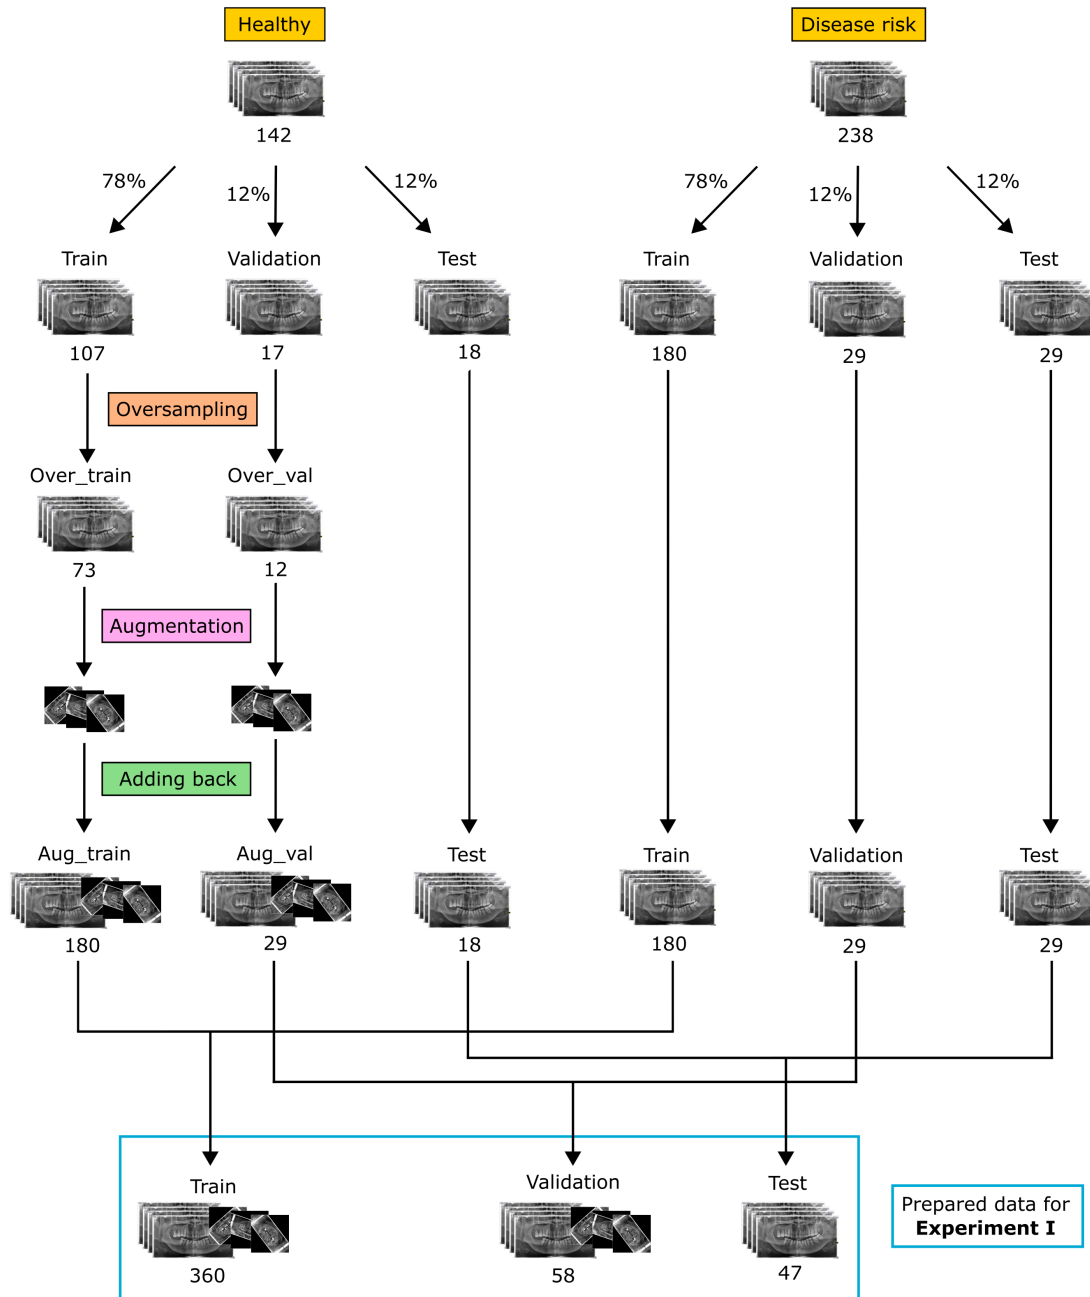 Healthy
Disease risk
142
238
78%
12%
12%
78%
12%
12%
Train
Validation
Test
Train
Validation
Test
107
17
18
180
29
29
Oversampling
Over_train
Over_val
73
12
Augmentation
Adding back
Aug_train
Aug_val
Test
Train
Validation
Test
180
29
18
180
29
29
Train
Validation
Test
360
58
47
Prepared data for
Experiment I